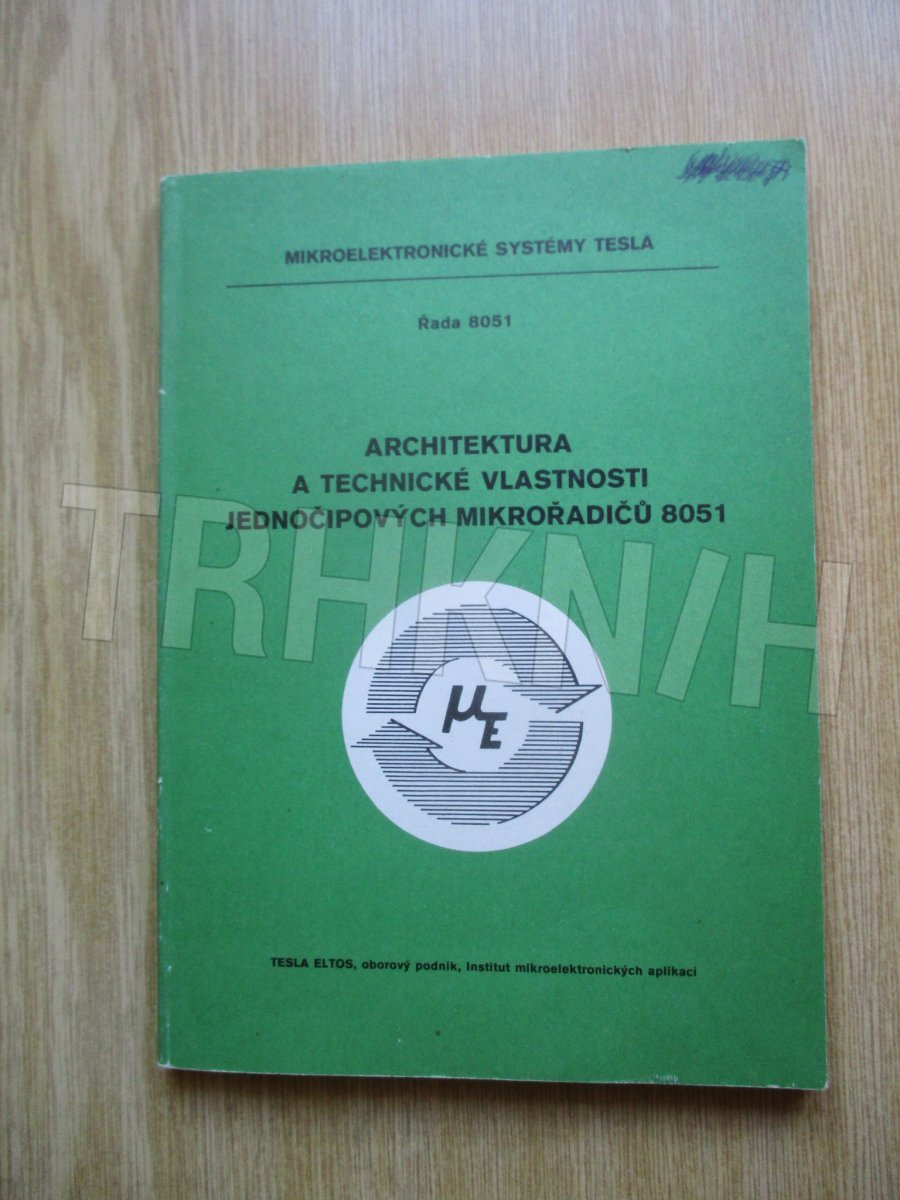 MIKROELEKTRONICKÉ SYSTÉMY TESLA
Řada 8051
ARCHITEKTURA
A TECHNICKÉ VLASTNOSTI
JEDNOČIPOVÝCH MIKROŘADIČŮ 8051
TRHKNIH
μE
TESLA ELTOS, oborový podnik, Institut mikroelektronických aplikací